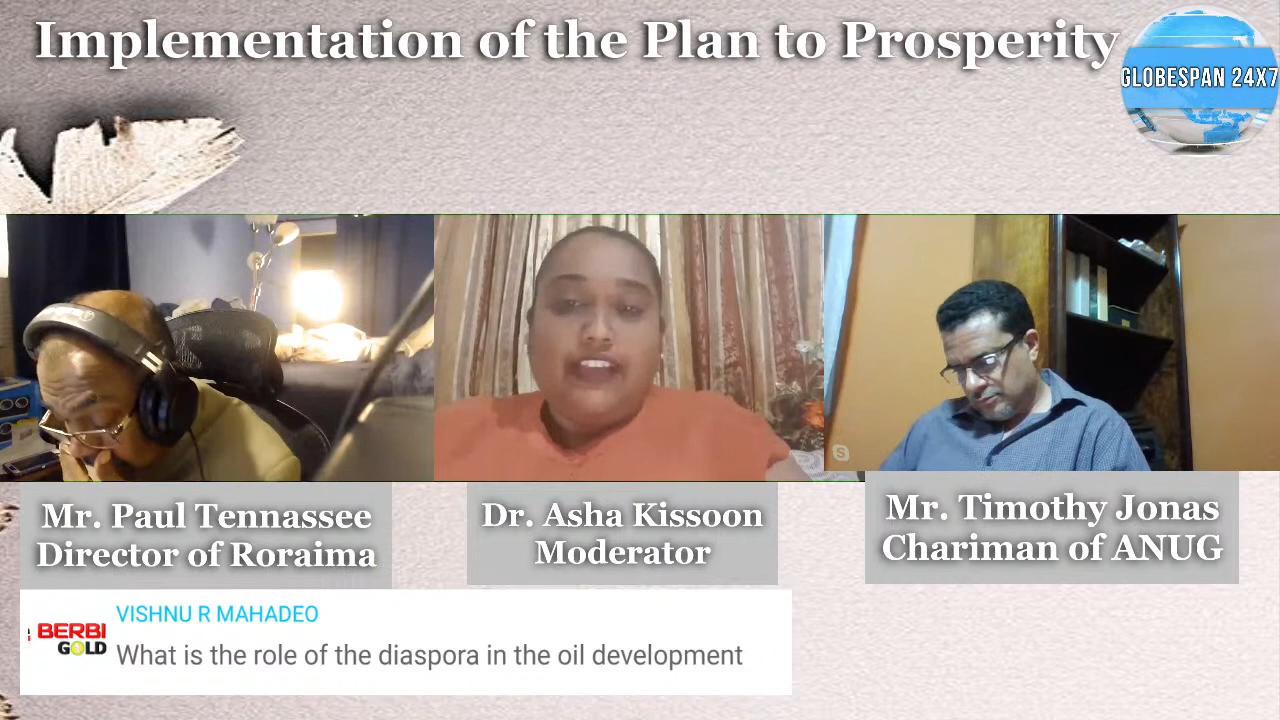 Implementation of the Plan to Prosperity
GLOBESPAN 24X7
Mr. Paul Tennassee
Director of Roraima
Dr. Asha Kissoon
Moderator
Mr. Timothy Jonas
Chariman of ANUG
BERBI
GOLD
VISHNU R MAHADEO
What is the role of the diaspora in the oil development